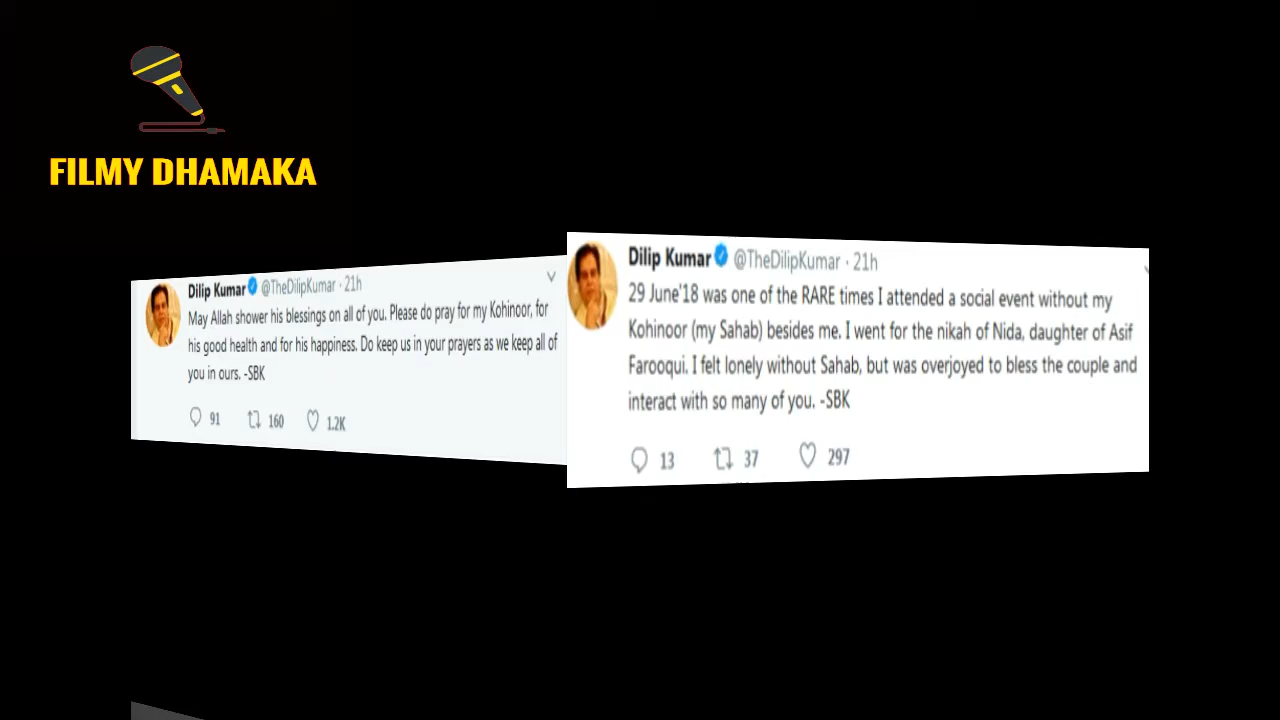 FILMY DHAMAKA
Dilip Kumar @TheDilipKumar · 21h
May Allah shower his blessings on all of you. Please do pray for my Kohinoor, for
his good health and for his happiness. Do keep us in your prayers as we keep all of
you in ours. -SBK
91 160 1.2K
Dilip Kumar @TheDilipKumar · 21h
29 June'18 was one of the RARE times I attended a social event without my
Kohinoor (my Sahab) besides me. I went for the nikah of Nida, daughter of Asif
Farooqui. I felt lonely without Sahab, but was overjoyed to bless the couple and
interact with so many of you. -SBK
13 37 297